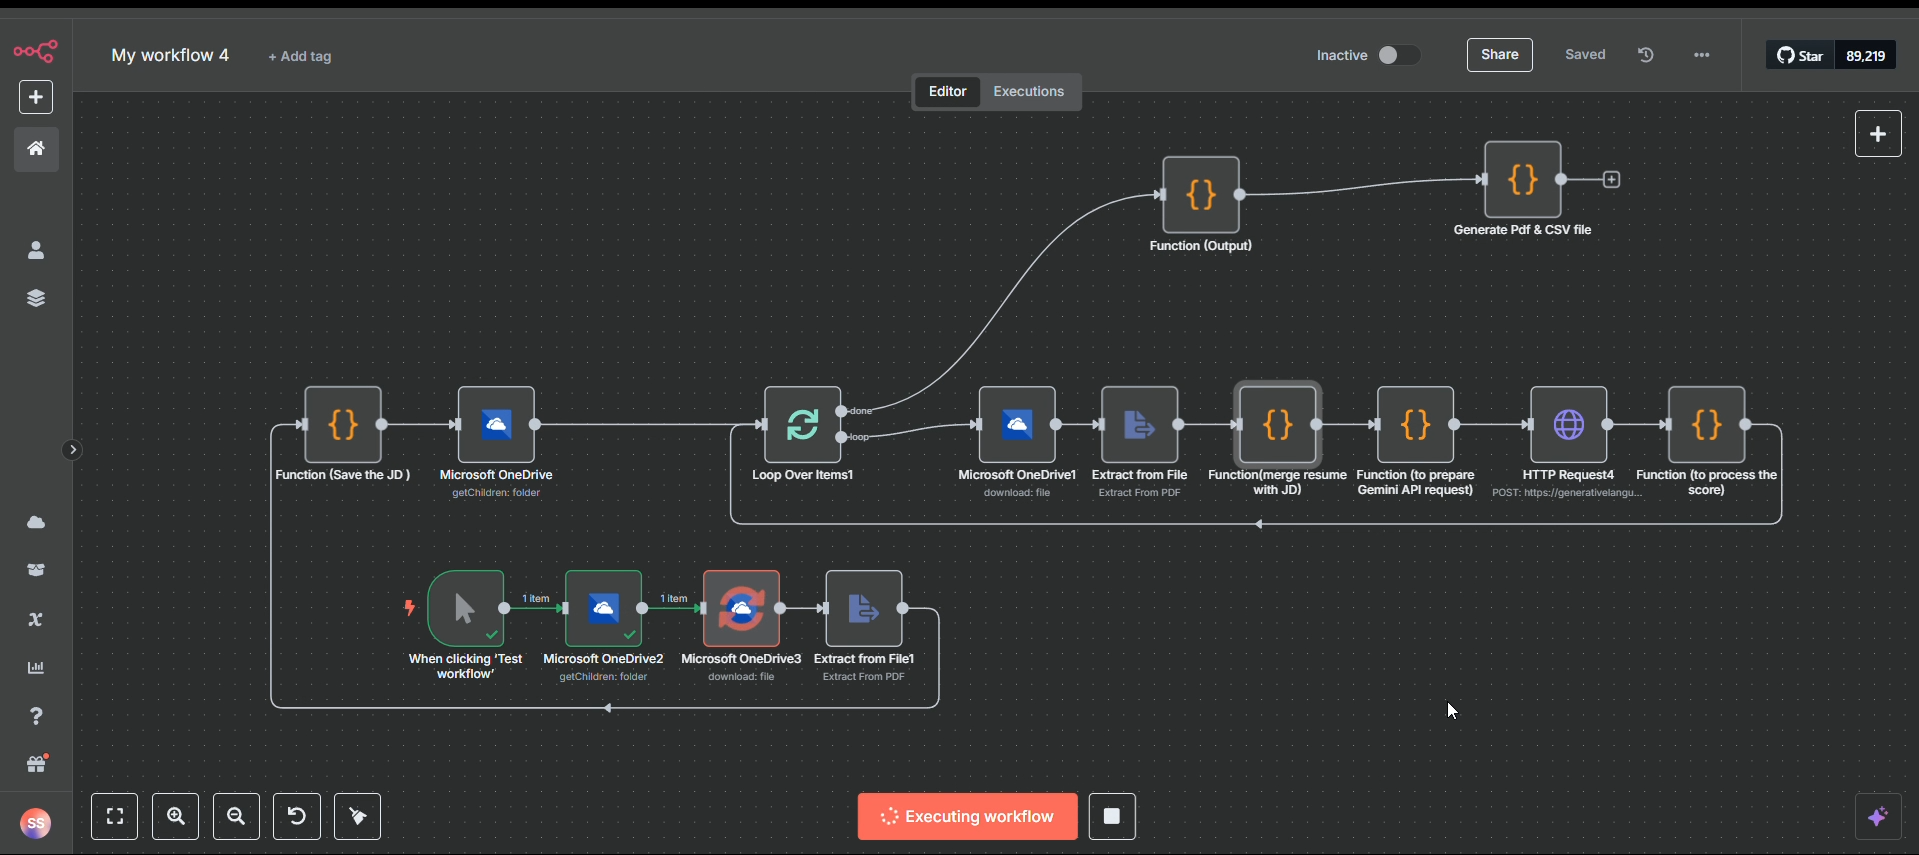 My workflow 4
+ Add tag
Inactive
Share
Saved
Star
89,219
Editor
Executions
Function (Output)
Generate Pdf & CSV file
done
loop
Function (Save the JD )
Microsoft OneDrive
getChildren: folder
Loop Over Items1
Microsoft OneDrive1
download: file
Extract from File
Extract From PDF
Function(merge resume
with JD)
Function (to prepare
Gemini API request)
HTTP Request4
POST: https://generativelangu...
Function (to process the
score)
1 item
1 item
When clicking 'Test
workflow'
Microsoft OneDrive2
getChildren: folder
Microsoft OneDrive3
download: file
Extract from File1
Extract From PDF
SS
Executing workflow